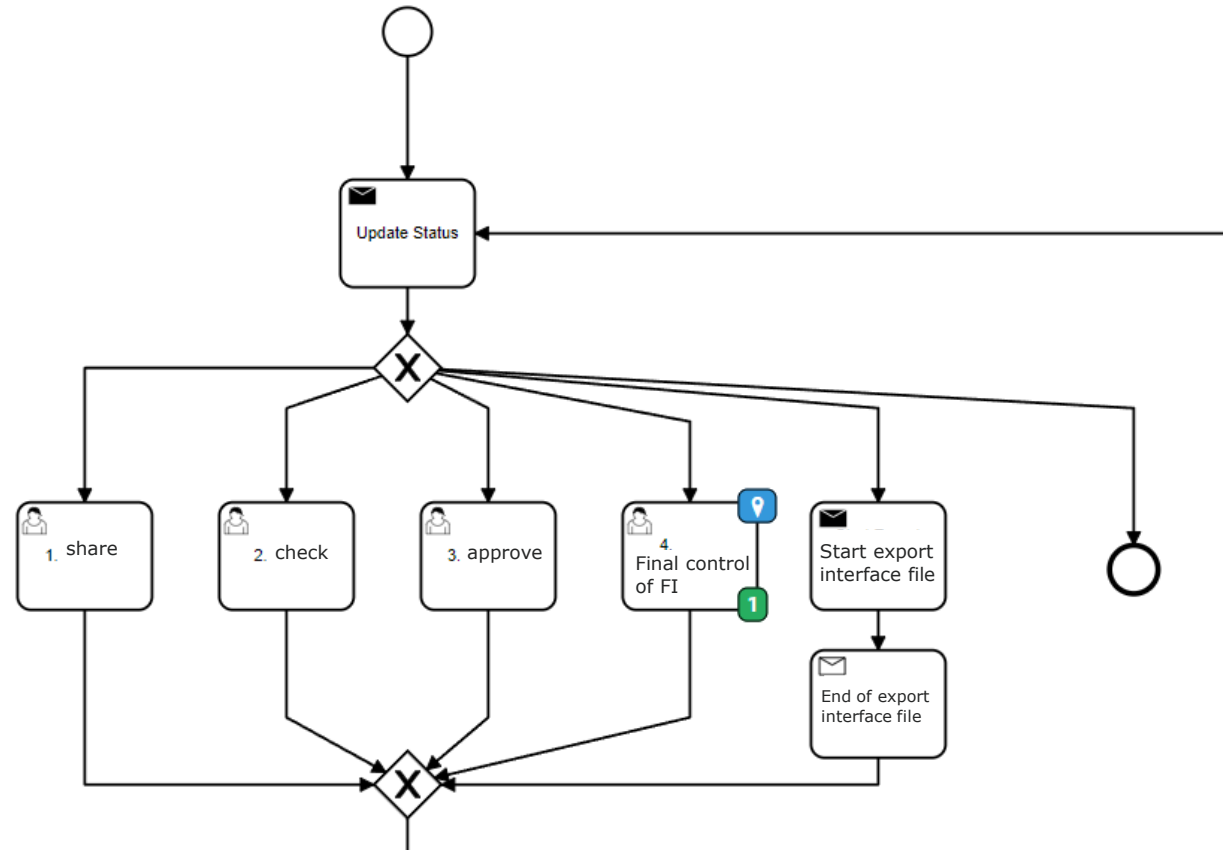 Update Status
X
1. share
2. check
3. approve
4.
Final control
of FI
1
Start export
interface file
End of export
interface file
X